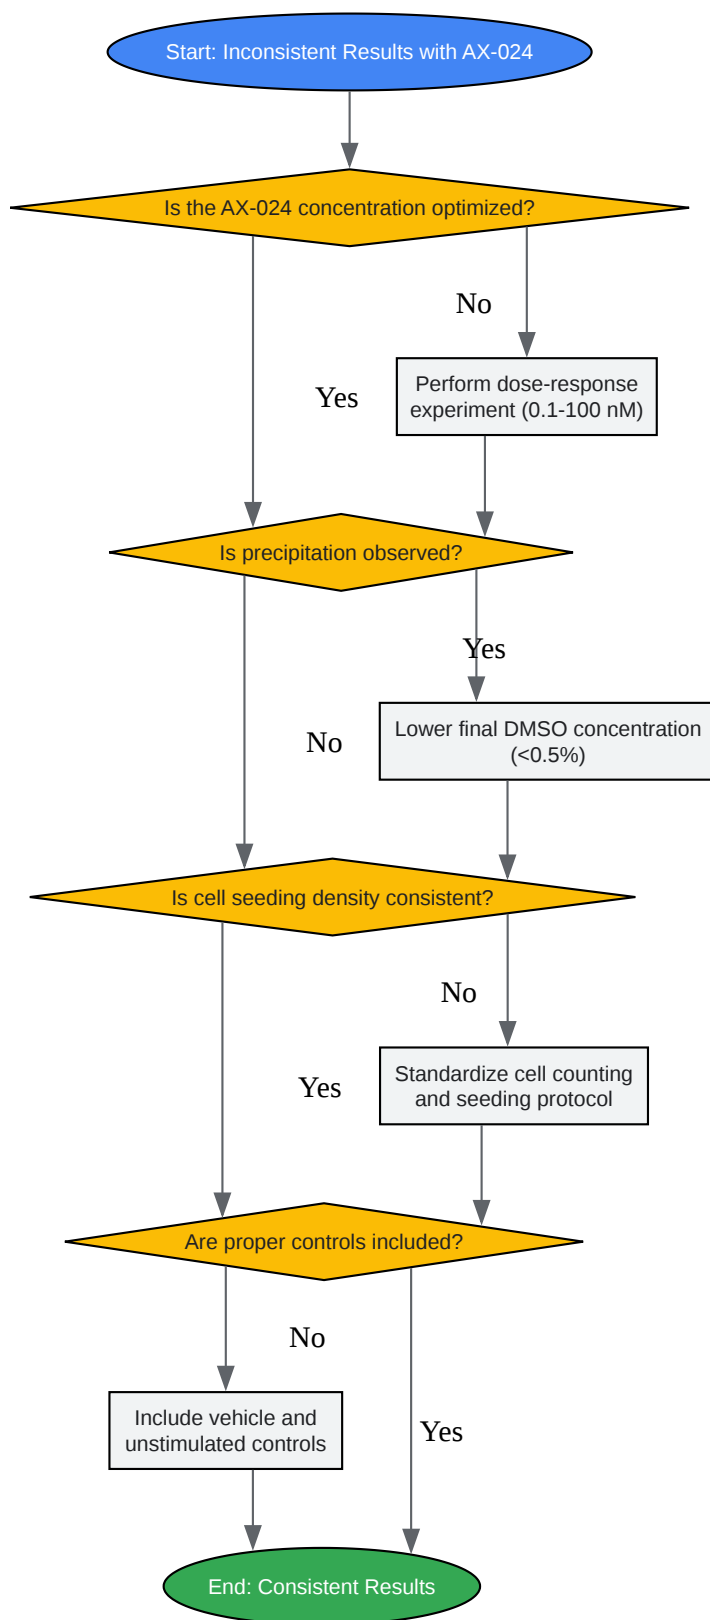 Start: Inconsistent Results with AX-024
Is the AX-024 concentration optimized?
No
Perform dose-response
experiment (0.1-100 nM)
Yes
Is precipitation observed?
Yes
Lower final DMSO concentration
(<0.5%)
No
Is cell seeding density consistent?
No
Standardize cell counting
and seeding protocol
Yes
Are proper controls included?
No
Include vehicle and
unstimulated controls
Yes
End: Consistent Results